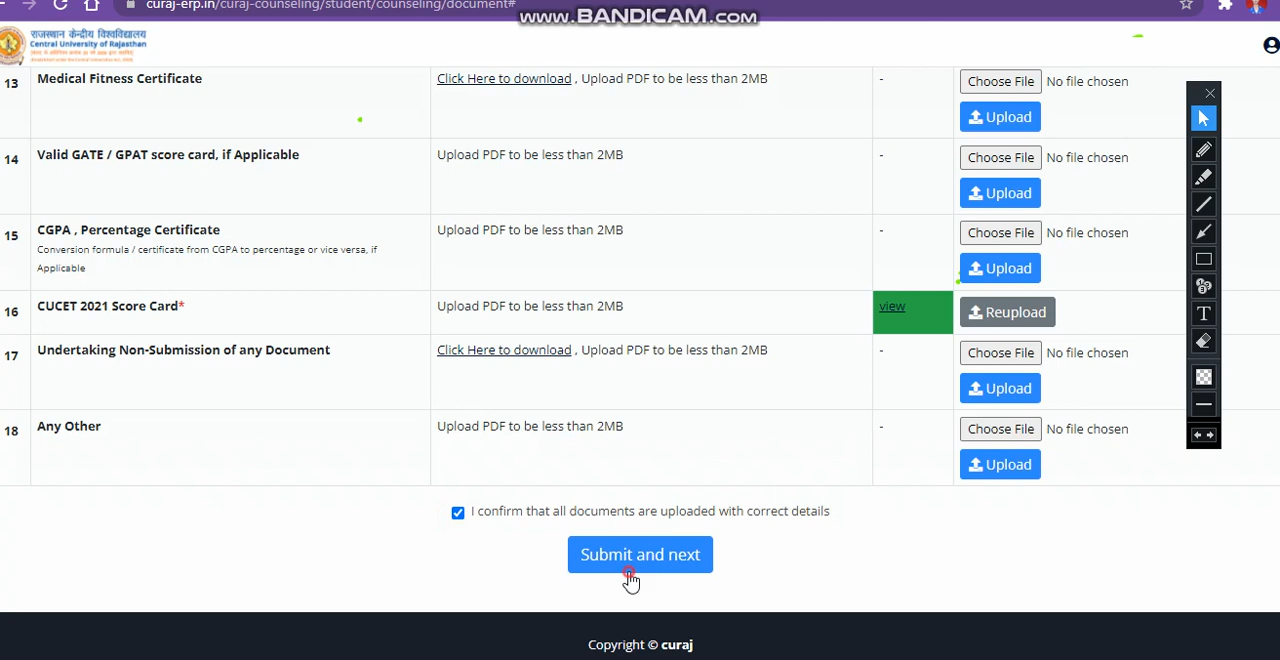 curaj-erp.in/curaj-counseling/student/counseling/document#
WWW.BANDICAM.COM
राजस्थान केन्द्रीय विश्वविद्यालय
Central University of Rajasthan
13 Medical Fitness Certificate Click Here to download , Upload PDF to be less than 2MB - Choose File No file chosen
Upload
14 Valid GATE / GPAT score card, if Applicable Upload PDF to be less than 2MB - Choose File No file chosen
Upload
15 CGPA , Percentage Certificate Upload PDF to be less than 2MB - Choose File No file chosen
Conversion formula / certificate from CGPA to percentage or vice versa, if
Applicable
Upload
16 CUCET 2021 Score Card* Upload PDF to be less than 2MB view Reupload
17 Undertaking Non-Submission of any Document Click Here to download , Upload PDF to be less than 2MB - Choose File No file chosen
Upload
18 Any Other Upload PDF to be less than 2MB - Choose File No file chosen
Upload
I confirm that all documents are uploaded with correct details
Submit and next
Copyright © curaj
T